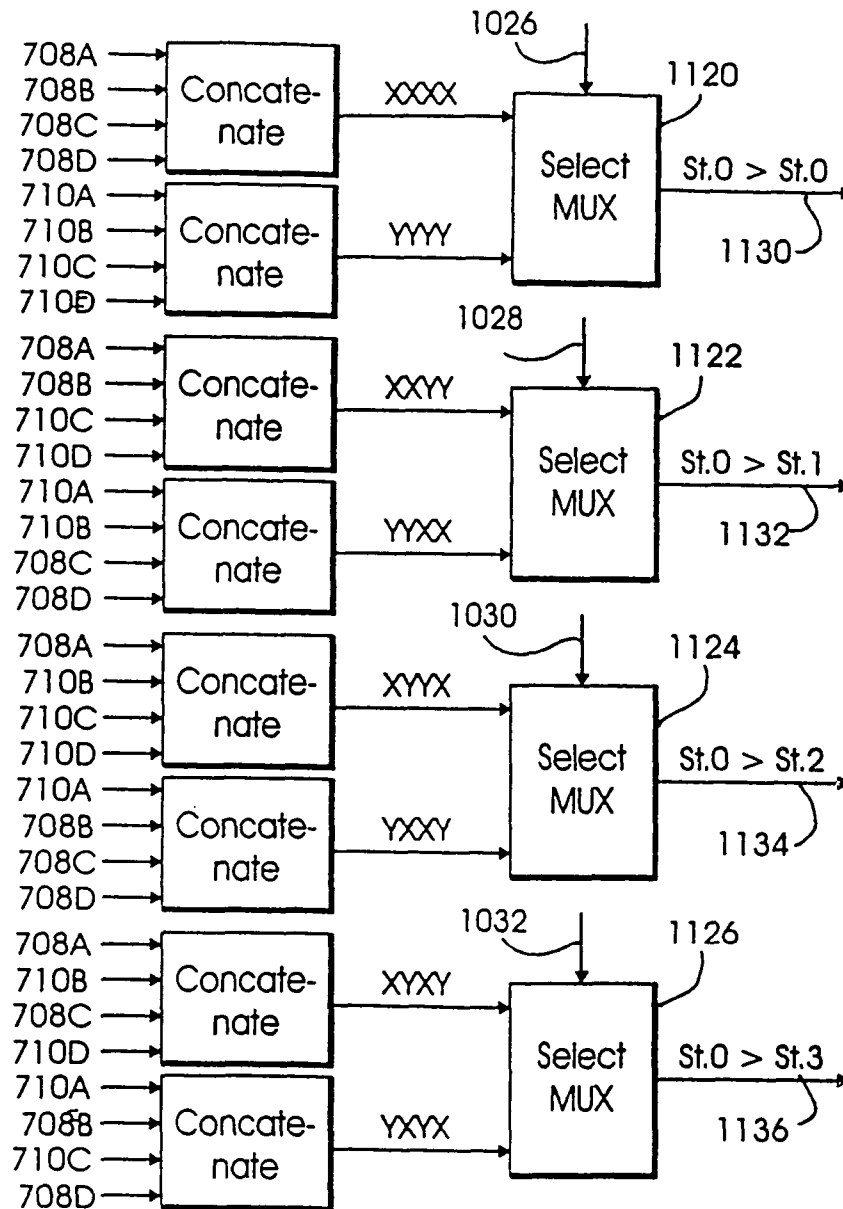 1026
708A
708B
708C
708D
Concate-
nate
XXXX
1120
Select
MUX
St.0 > St.0
1130
710A
710B
710C
710D
Concate-
nate
YYYY
1028
708A
708B
710C
710D
Concate-
nate
XXYY
1122
Select
MUX
St.0 > St.1
1132
710A
710B
708C
708D
Concate-
nate
YYXX
1030
708A
710B
710C
710D
Concate-
nate
XYYX
1124
Select
MUX
St.0 > St.2
1134
710A
708B
708C
708D
Concate-
nate
YXXY
1032
708A
710B
708C
710D
Concate-
nate
XYXY
1126
Select
MUX
St.0 > St.3
1136
710A
708B
710C
708D
Concate-
nate
YXYX